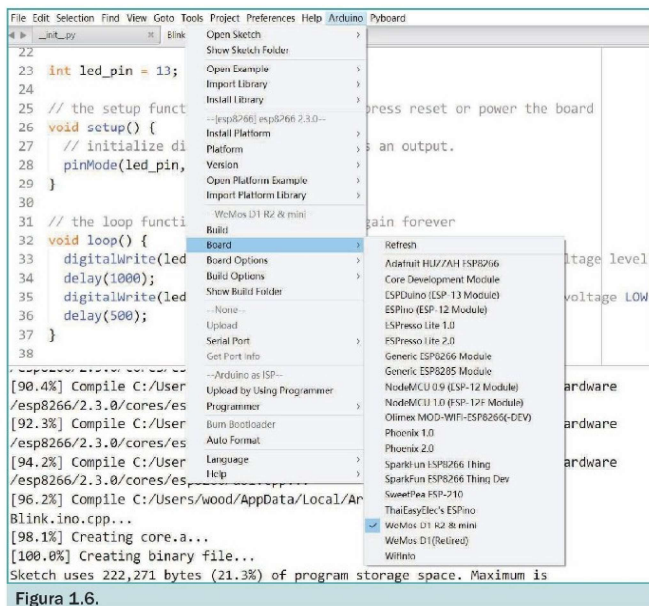 File Edit Selection Find View Goto Tools Project Preferences Help Arduino Pyboard
_init_.py
Blink
22
23 int led_pin = 13;
24
25 // the setup funct
press reset or power the board
26 void setup() {
27 // initialize di
s an output.
28 pinMode(led_pin,
29 }
30
31 // the loop functi
gain forever
32 void loop() {
33 digitalWrite(led
ltage level
34 delay(1000);
35 digitalWrite(led
voltage LOW
36 delay(500);
37 }
38
Open Sketch
Show Sketch Folder
Open Example
Import Library
Install Library
--[esp8266] esp8266 2.3.0--
Install Platform
Platform
Version
Open Platform Example
Import Platform Library
--WeMos D1 R2 & mini
Build
Board
Board Options
Build Options
Show Build Folder
--None--
Upload
Serial Port
Get Port Info
--Arduino as ISP--
Upload by Using Programmer
Programmer
Burn Bootloader
Auto Format
Language
Help
Refresh
Adafruit HUZZAH ESP8266
Core Development Module
ESPDuino (ESP-13 Module)
ESPino (ESP-12 Module)
ESPresso Lite 1.0
ESPresso Lite 2.0
Generic ESP8266 Module
Generic ESP8285 Module
NodeMCU 0.9 (ESP-12 Module)
NodeMCU 1.0 (ESP-12E Module)
Olimex MOD-WIFI-ESP8266(-DEV)
Phoenix 1.0
Phoenix 2.0
SparkFun ESP8266 Thing
SparkFun ESP8266 Thing Dev
SweetPea ESP-210
ThaiEasyElec's ESPino
WeMos D1 R2 & mini
WeMos D1(Retired)
WifInfo
[90.4%] Compile C:/User
ardware
/esp8266/2.3.0/cores/es
[92.3%] Compile C:/User
ardware
/esp8266/2.3.0/cores/es
[94.2%] Compile C:/User
ardware
/esp8266/2.3.0/cores/es
[96.2%] Compile C:/Users/wood/AppData/Local/Ar
Blink.ino.cpp...
[98.1%] Creating core.a...
[100.0%] Creating binary file...
Sketch uses 222,271 bytes (21.3%) of program storage space. Maximum is
Figura 1.6.